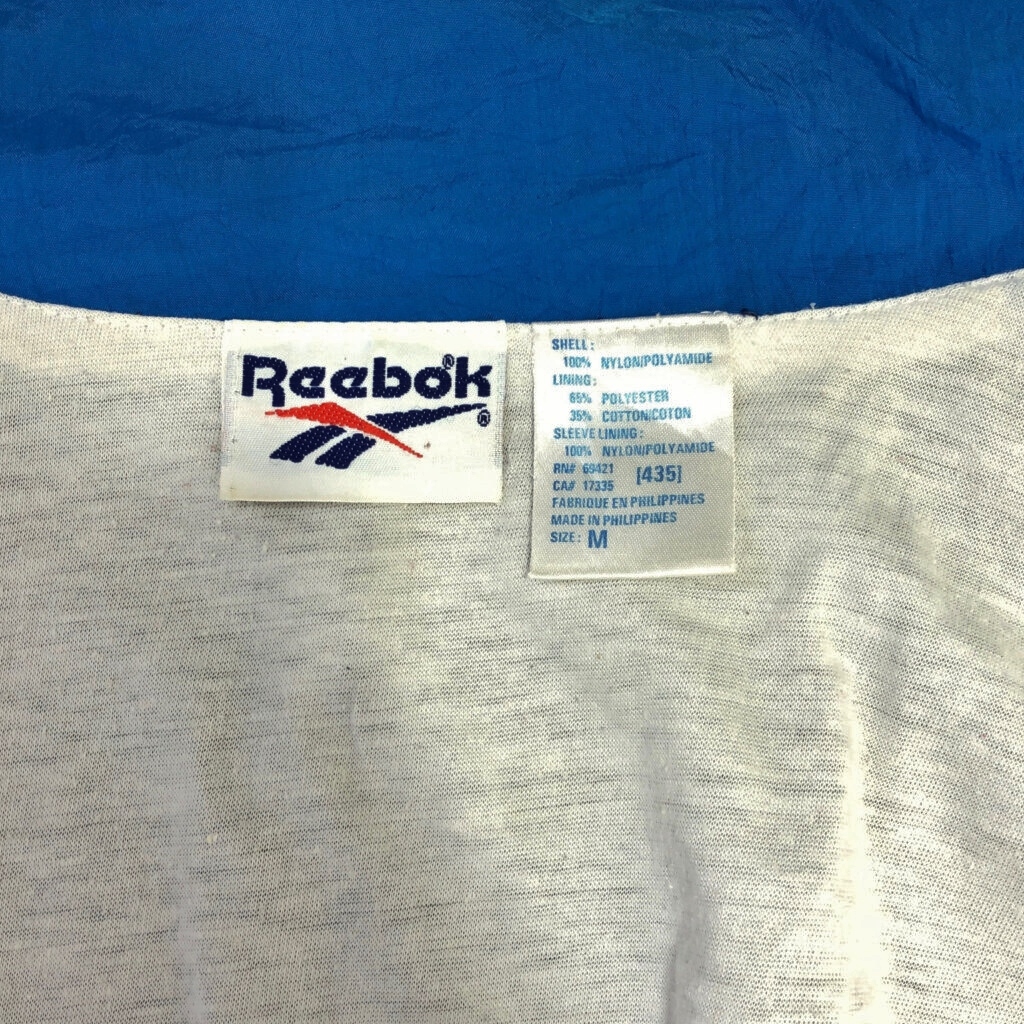 Reebok®
®
SHELL:
100% NYLON/POLYAMIDE
LINING:
65% POLYESTER
35% COTTON/COTON
SLEEVE LINING:
100% NYLON/POLYAMIDE
RN# 69421 [435]
CA# 17335
FABRIQUE EN PHILIPPINES
MADE IN PHILIPPINES
SIZE: M